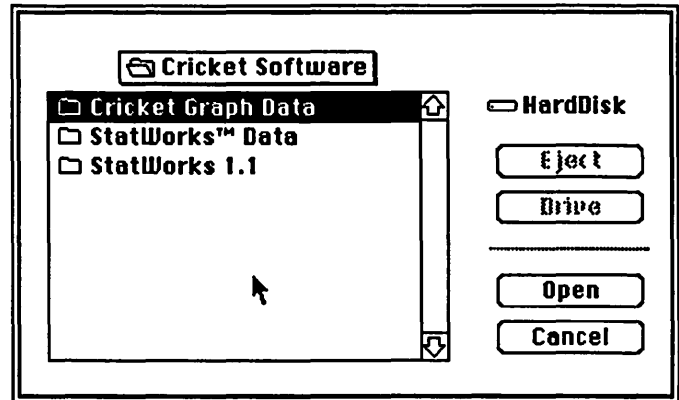 Cricket Software
Cricket Graph Data
StatWorks™ Data
StatWorks 1.1
HardDisk
Eject
Drive
Open
Cancel